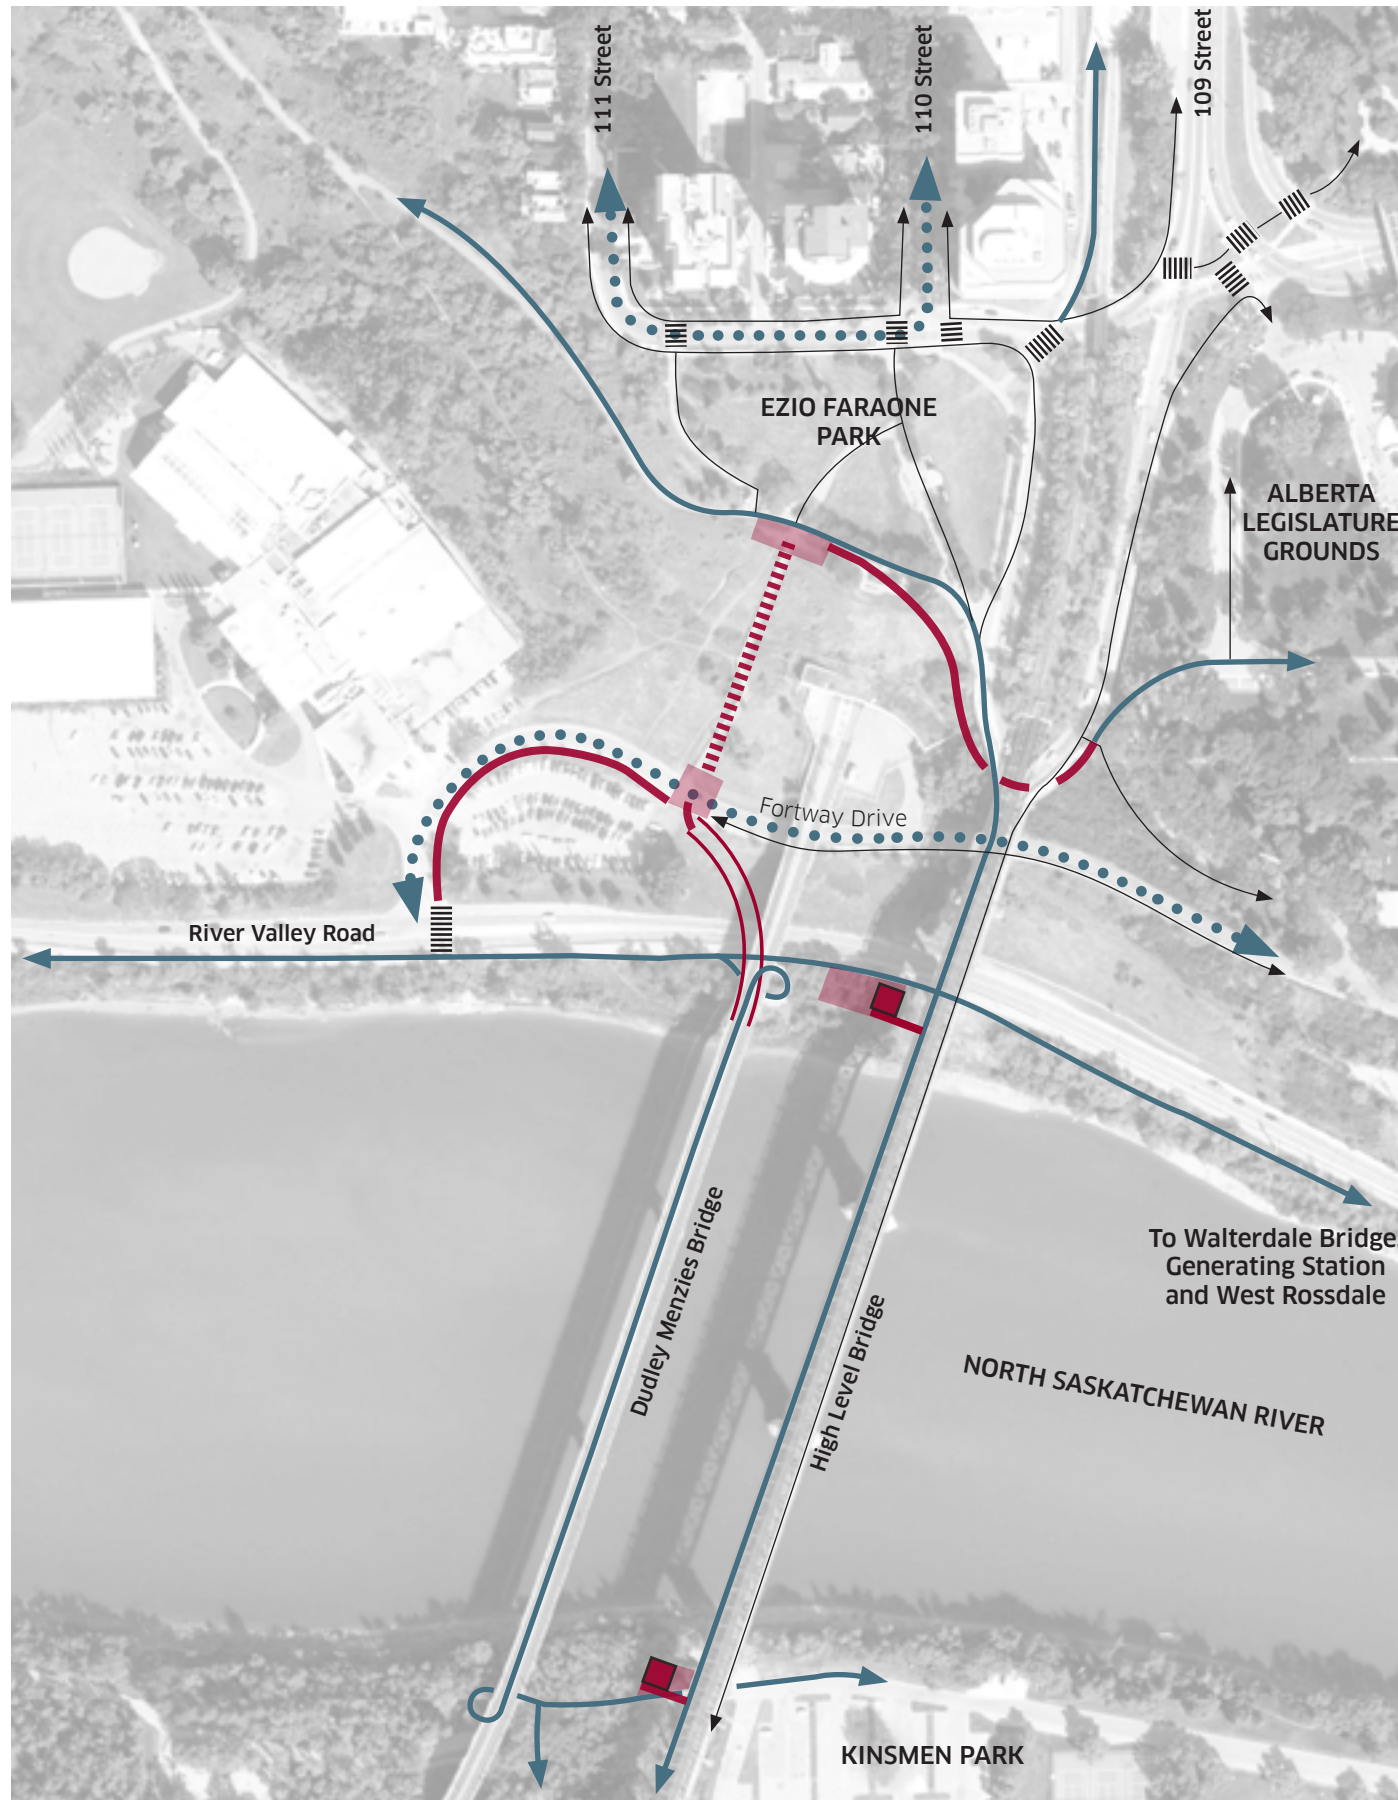 111 Street
110 Street
109 Street
EZIO FARAONE
PARK
ALBERTA
LEGISLATURE
GROUNDS
Fortway Drive
River Valley Road
To Walterdale Bridge
Generating Station
and West Rossdale
Dudley Menzies Bridge
High Level Bridge
NORTH SASKATCHEWAN RIVER
KINSMEN PARK